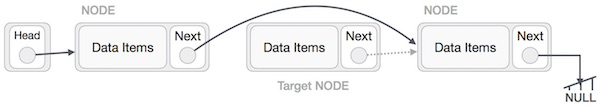 NODE
NODE
Head
Data Items
Next
Data Items
Next
Data Items
Next
Target NODE
NULL